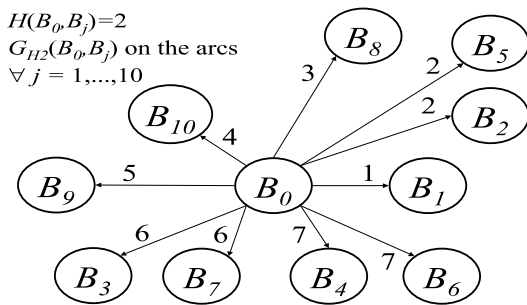 H(B₀,Bⱼ)=2
G_H2(B₀,Bⱼ) on the arcs
∀ j = 1,...,10
B₈
B₅
B₂
B₁₀
B₉
B₀
B₁
B₃
B₇
B₄
B₆
3
2
2
4
5
1
6
6
7
7